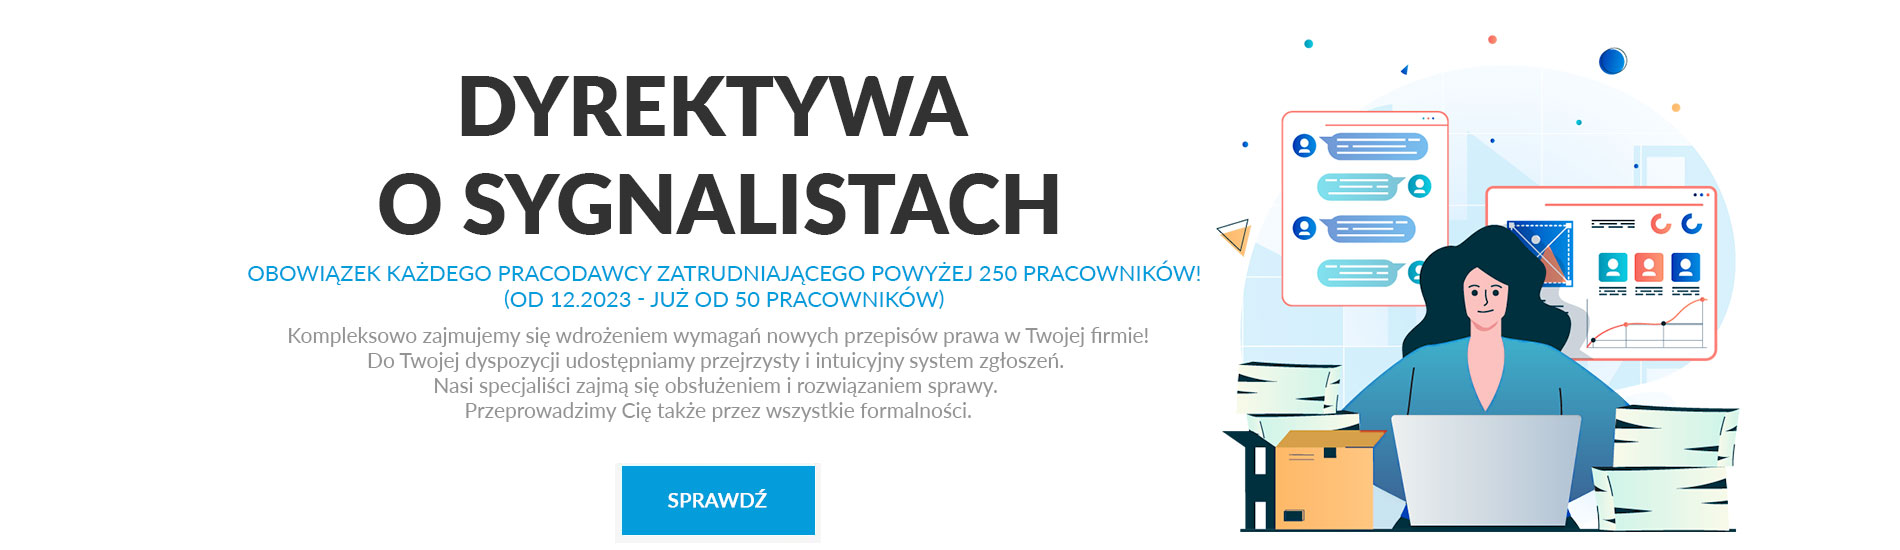 DYREKTYWA
O SYGNALISTACH
OBOWIĄZEK KAŻDEGO PRACODAWCY ZATRUDNIAJĄCEGO POWYŻEJ 250 PRACOWNIKÓW!
(OD 12.2023 - JUŻ OD 50 PRACOWNIKÓW)
Kompleksowo zajmujemy się wdrożeniem wymagań nowych przepisów prawa w Twojej firmie!
Do Twojej dyspozycji udostępniamy przejrzysty i intuicyjny system zgłoszeń.
Nasi specjaliści zajmą się obsłużeniem i rozwiązaniem sprawy.
Przeprowadzimy Cię także przez wszystkie formalności.
SPRAWDŹ